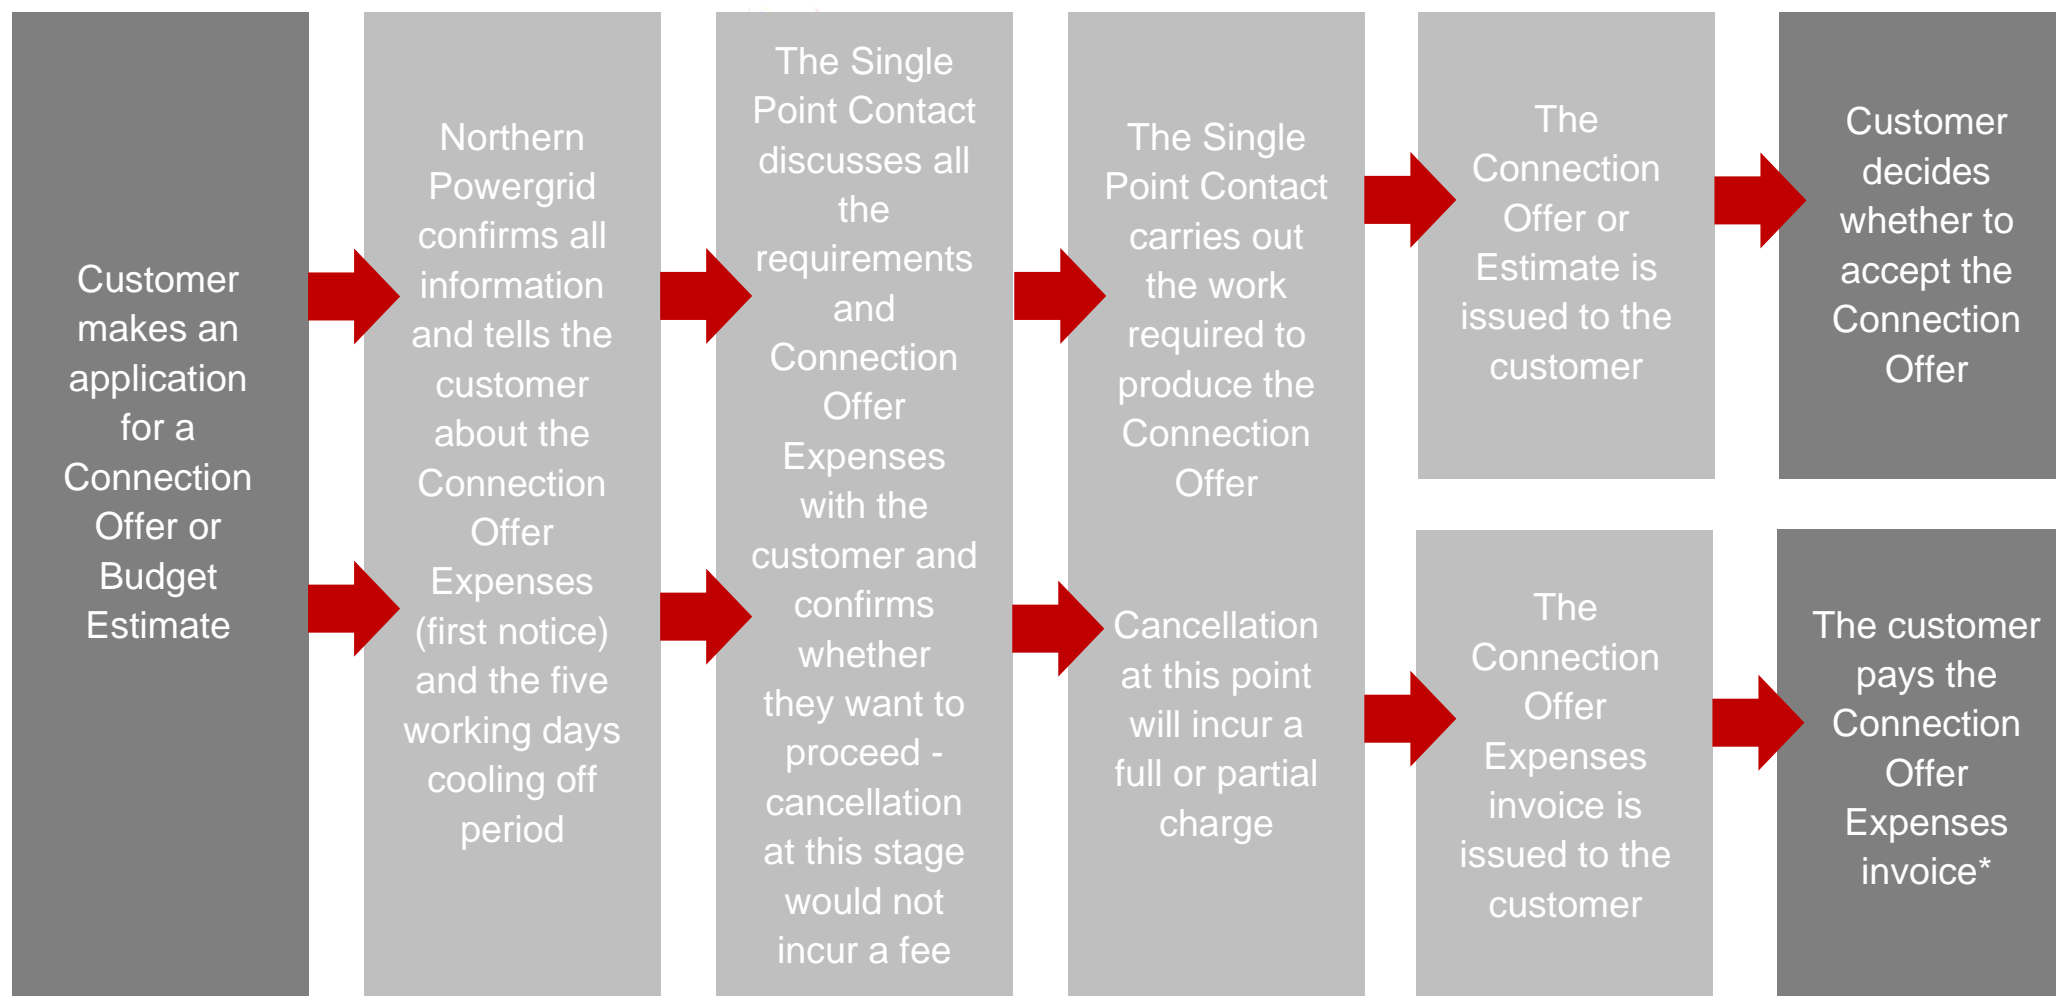 Customer
makes an
application
for a
Connection
Offer or
Budget
Estimate
Northern
Powergrid
confirms all
information
and tells the
customer
about the
Connection
Offer
Expenses
(first notice)
and the five
working days
cooling off
period
The Single
Point Contact
discusses all
the
requirements
and
Connection
Offer
Expenses
with the
customer and
confirms
whether
they want to
proceed -
cancellation
at this stage
would not
incur a fee
The Single
Point Contact
carries out
the work
required to
produce the
Connection
Offer
Cancellation
at this point
will incur a
full or partial
charge
The
Connection
Offer or
Estimate is
issued to the
customer
Customer
decides
whether to
accept the
Connection
Offer
The
Connection
Offer
Expenses
invoice is
issued to the
customer
The customer
pays the
Connection
Offer
Expenses
invoice*